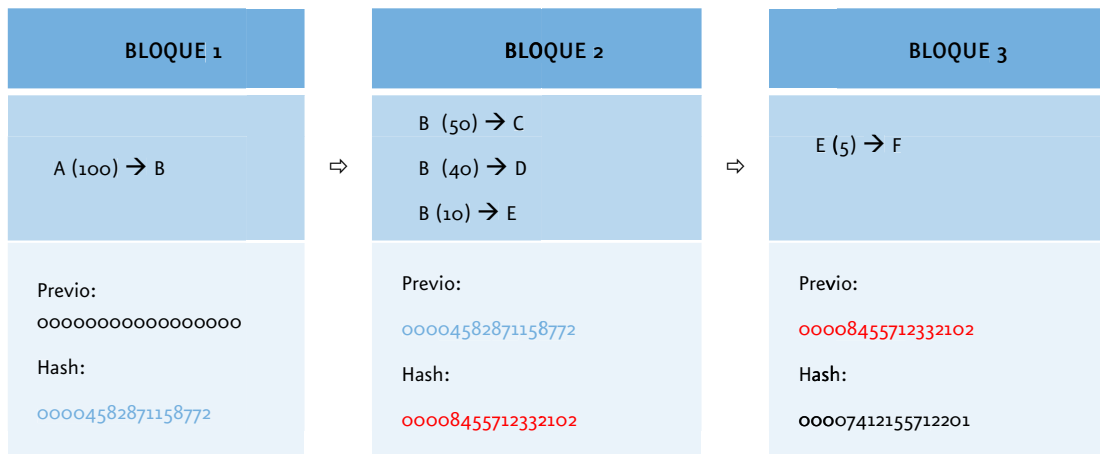 BLOQUE 1
A (100) → B
Previo:
00000000000000000
Hash:
00004582871158772
⇨
BLOQUE 2
B (50) → C
B (40) → D
B (10) → E
Previo:
00004582871158772
Hash:
00008455712332102
⇨
BLOQUE 3
E (5) → F
Previo:
00008455712332102
Hash:
00007412155712201